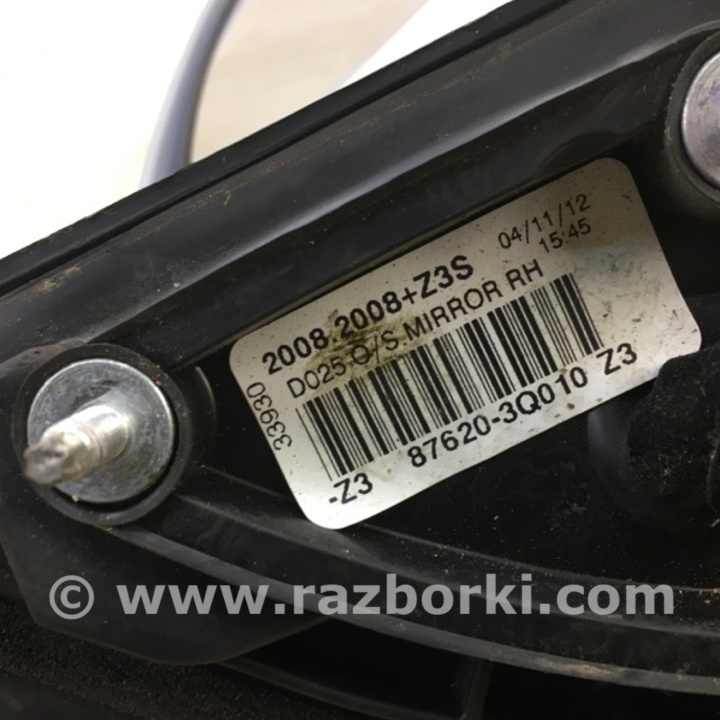 2008.2008+Z3S
04/11/12
15:45
33930
D025 O/S MIRROR RH
-Z3 87620-3Q010 Z3
© www.razborki.com